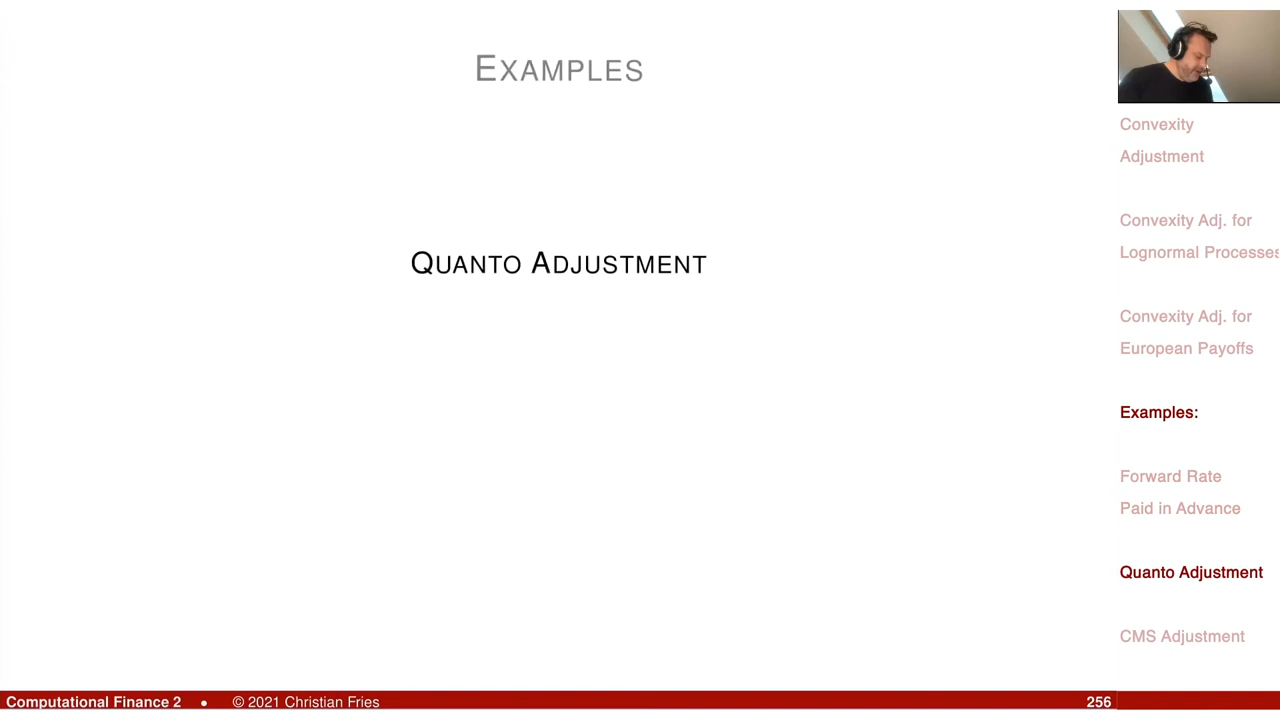 EXAMPLES
QUANTO ADJUSTMENT
Convexity
Adjustment
Convexity Adj. for
Lognormal Processes
Convexity Adj. for
European Payoffs
Examples:
Forward Rate
Paid in Advance
Quanto Adjustment
CMS Adjustment
Computational Finance 2 • © 2021 Christian Fries 256